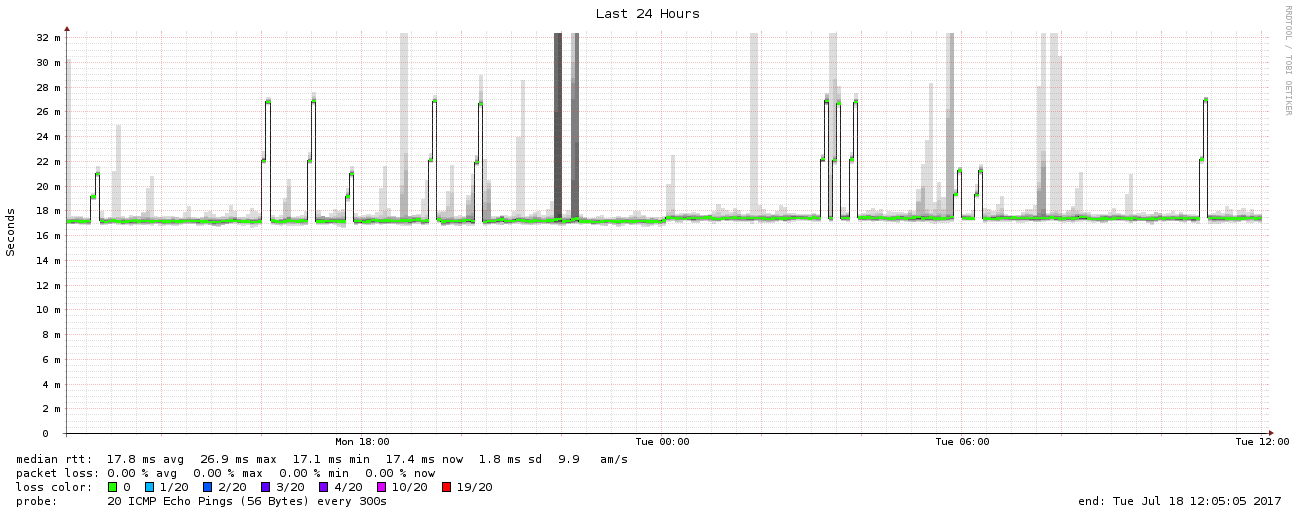 Last 24 Hours
RRDTOOL / TOBI OETIKER
Seconds
32 m
30 m
28 m
26 m
24 m
22 m
20 m
18 m
16 m
14 m
12 m
10 m
8 m
6 m
4 m
2 m
0
Mon 18:00 Tue 00:00 Tue 06:00 Tue 12:00
median rtt: 17.8 ms avg 26.9 ms max 17.1 ms min 17.4 ms now 1.8 ms sd 9.9 am/s
packet loss: 0.00 % avg 0.00 % max 0.00 % min 0.00 % now
loss color: 0 1/20 2/20 3/20 4/20 10/20 19/20
probe: 20 ICMP Echo Pings (56 Bytes) every 300s end: Tue Jul 18 12:05:05 2017